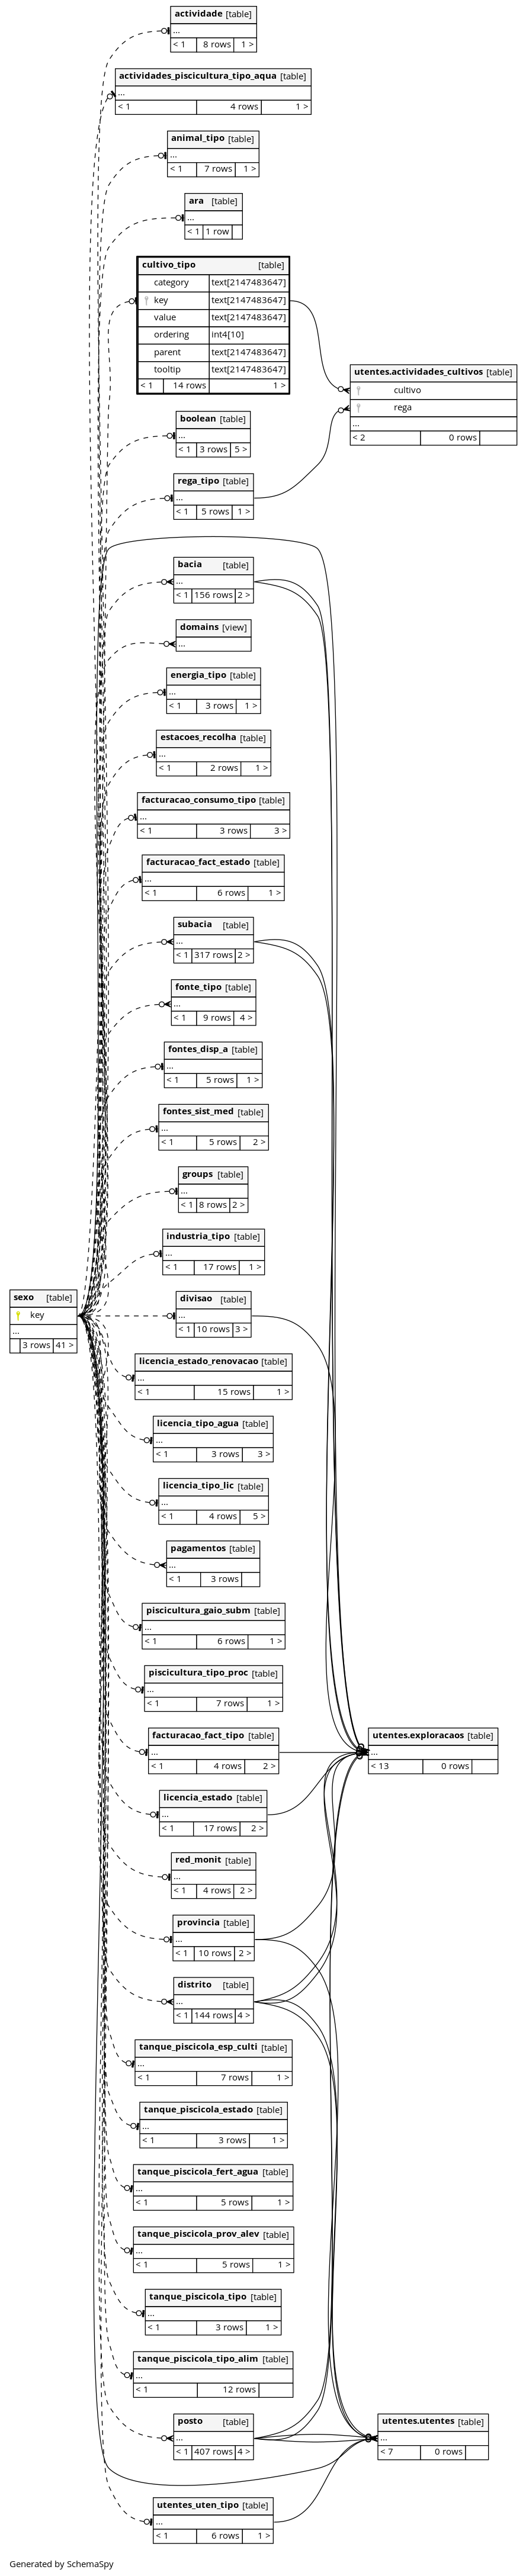 actividade [table]
...
< 1 8 rows 1 >
actividades_piscicultura_tipo_aqua [table]
...
< 1 4 rows 1 >
animal_tipo [table]
...
< 1 7 rows 1 >
ara [table]
...
< 1 1 row
cultivo_tipo [table]
category text[2147483647]
key text[2147483647]
value text[2147483647]
ordering int4[10]
parent text[2147483647]
tooltip text[2147483647]
< 1 14 rows 1 >
utentes.actividades_cultivos [table]
cultivo
rega
...
< 2 0 rows
boolean [table]
...
< 1 3 rows 5 >
rega_tipo [table]
...
< 1 5 rows 1 >
bacia [table]
...
< 1 156 rows 2 >
domains [view]
...
energia_tipo [table]
...
< 1 3 rows 1 >
estacoes_recolha [table]
...
< 1 2 rows 1 >
facturacao_consumo_tipo [table]
...
< 1 3 rows 3 >
facturacao_fact_estado [table]
...
< 1 6 rows 1 >
subacia [table]
...
< 1 317 rows 2 >
fonte_tipo [table]
...
< 1 9 rows 4 >
fontes_disp_a [table]
...
< 1 5 rows 1 >
fontes_sist_med [table]
...
< 1 5 rows 2 >
groups [table]
...
< 1 8 rows 2 >
industria_tipo [table]
...
< 1 17 rows 1 >
sexo [table]
key
...
3 rows 41 >
divisao [table]
...
< 1 10 rows 3 >
licencia_estado_renovacao [table]
...
< 1 15 rows 1 >
licencia_tipo_agua [table]
...
< 1 3 rows 3 >
licencia_tipo_lic [table]
...
< 1 4 rows 5 >
pagamentos [table]
...
< 1 3 rows
piscicultura_gaio_subm [table]
...
< 1 6 rows 1 >
piscicultura_tipo_proc [table]
...
< 1 7 rows 1 >
facturacao_fact_tipo [table]
...
< 1 4 rows 2 >
utentes.exploracaos [table]
...
< 13 0 rows
licencia_estado [table]
...
< 1 17 rows 2 >
red_monit [table]
...
< 1 4 rows 2 >
provincia [table]
...
< 1 10 rows 2 >
distrito [table]
...
< 1 144 rows 4 >
tanque_piscicola_esp_culti [table]
...
< 1 7 rows 1 >
tanque_piscicola_estado [table]
...
< 1 3 rows 1 >
tanque_piscicola_fert_agua [table]
...
< 1 5 rows 1 >
tanque_piscicola_prov_alev [table]
...
< 1 5 rows 1 >
tanque_piscicola_tipo [table]
...
< 1 3 rows 1 >
tanque_piscicola_tipo_alim [table]
...
< 1 12 rows
posto [table]
...
< 1 407 rows 4 >
utentes.utentes [table]
...
< 7 0 rows
utentes_uten_tipo [table]
...
< 1 6 rows 1 >
Generated by SchemaSpy